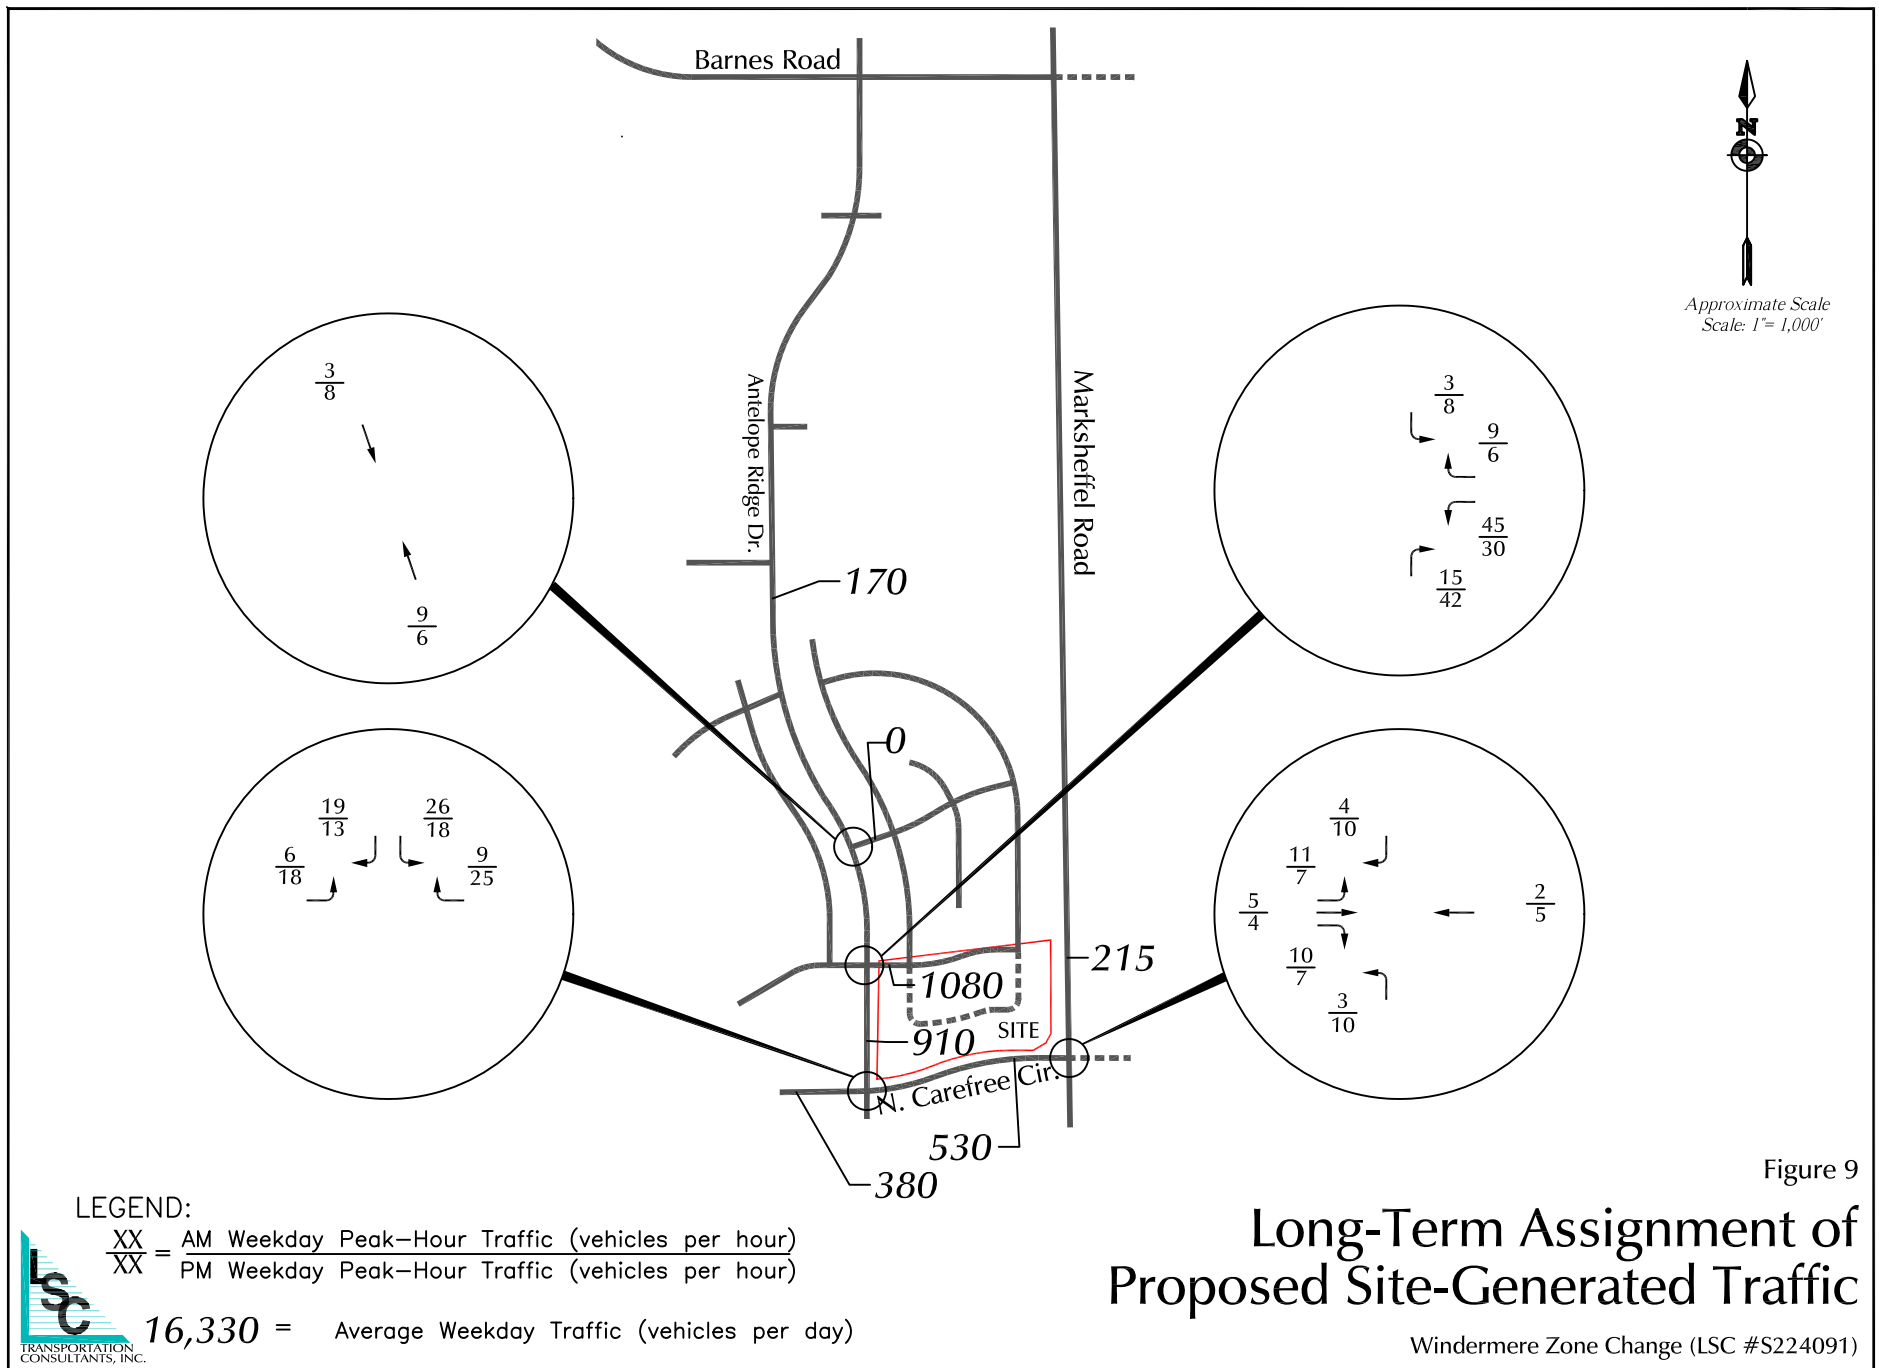 Barnes Road
N
Approximate Scale
Scale: 1"= 1,000'
Antelope Ridge Dr.
Marksheffel Road
3
8
9
6
3
8
9
6
45
30
15
42
170
0
19
13
26
18
6
18
9
25
4
10
11
7
5
4
2
5
10
7
3
10
215
1080
910
SITE
N. Carefree Cir.
530
380
Figure 9
Long-Term Assignment of
Proposed Site-Generated Traffic
Windermere Zone Change (LSC #S224091)
LEGEND:
XX
XX
=
AM Weekday Peak-Hour Traffic (vehicles per hour)
PM Weekday Peak-Hour Traffic (vehicles per hour)
16,330 = Average Weekday Traffic (vehicles per day)
LSC
TRANSPORTATION
CONSULTANTS, INC.